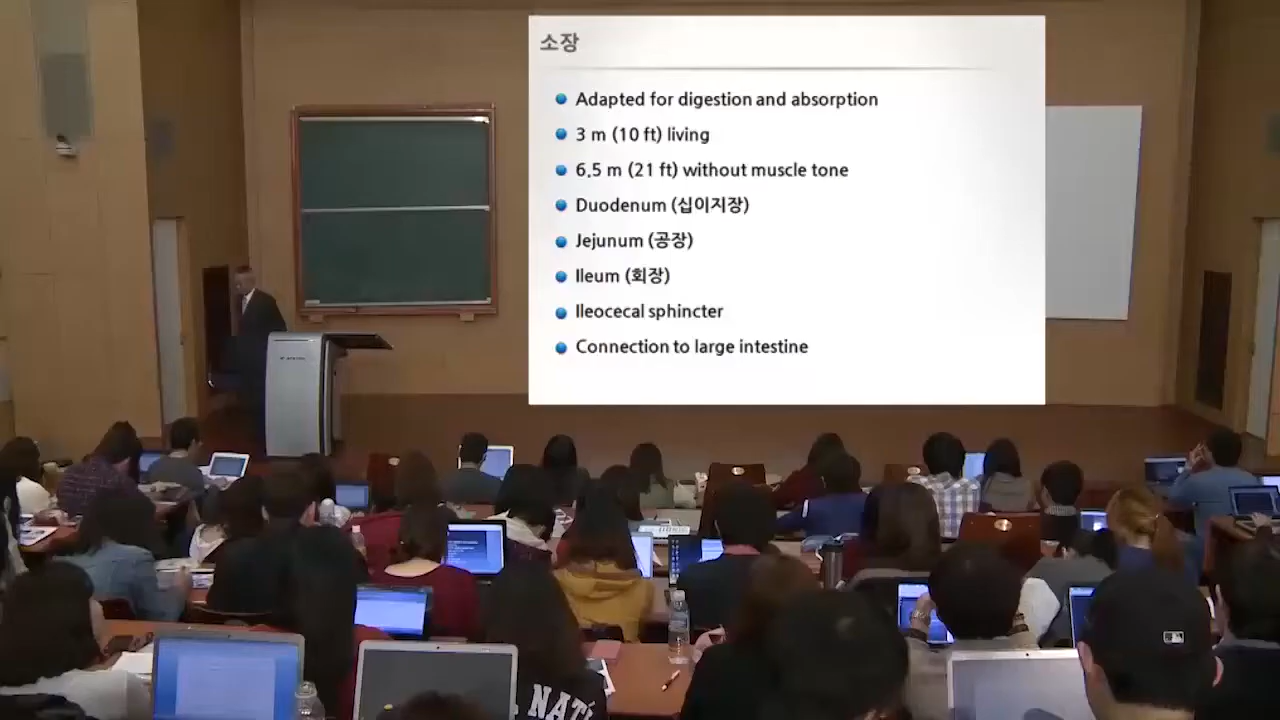 소장
Adapted for digestion and absorption
3 m (10 ft) living
6.5 m (21 ft) without muscle tone
Duodenum (십이지장)
Jejunum (공장)
Ileum (회장)
Ileocecal sphincter
Connection to large intestine
NATI